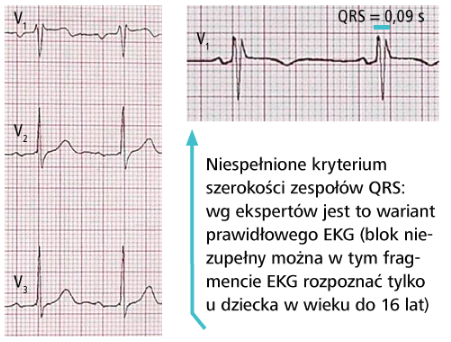 V1
V2
V3
QRS = 0,09 s
V1
Niespełnione kryterium
szerokości zespołów QRS:
wg ekspertów jest to wariant
prawidłowego EKG (blok nie-
zupełny można w tym frag-
mencie EKG rozpoznać tylko
u dziecka w wieku do 16 lat)